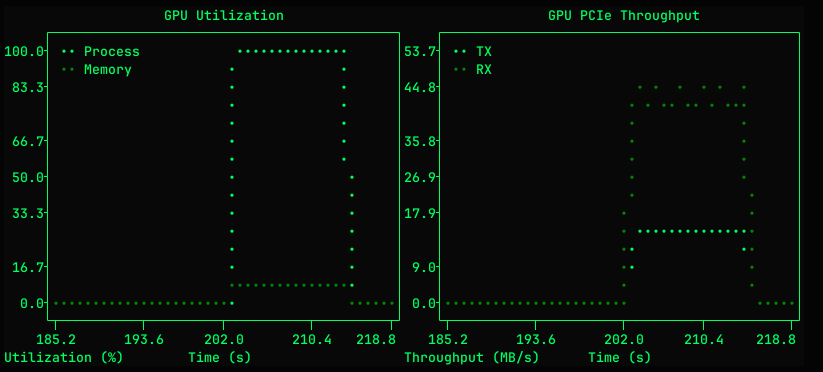 GPU Utilization
100.0
83.3
66.7
50.0
33.3
16.7
0.0
Process
Memory
185.2 193.6 202.0 210.4 218.8
Utilization (%) Time (s)
GPU PCIe Throughput
53.7
44.8
35.8
26.9
17.9
9.0
0.0
TX
RX
185.2 193.6 202.0 210.4 218.8
Throughput (MB/s) Time (s)